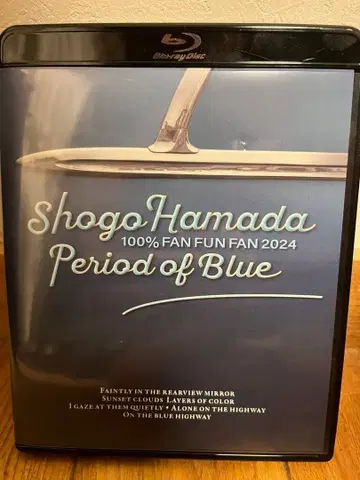 Blu-ray Disc
Shogo Hamada
100% FAN FUN FAN 2024
Period of Blue
FAINTLY IN THE REARVIEW MIRROR
SUNSET CLOUDS LAYERS OF COLOR
I GAZE AT THEM QUIETLY • ALONE ON THE HIGHWAY
ON THE BLUE HIGHWAY